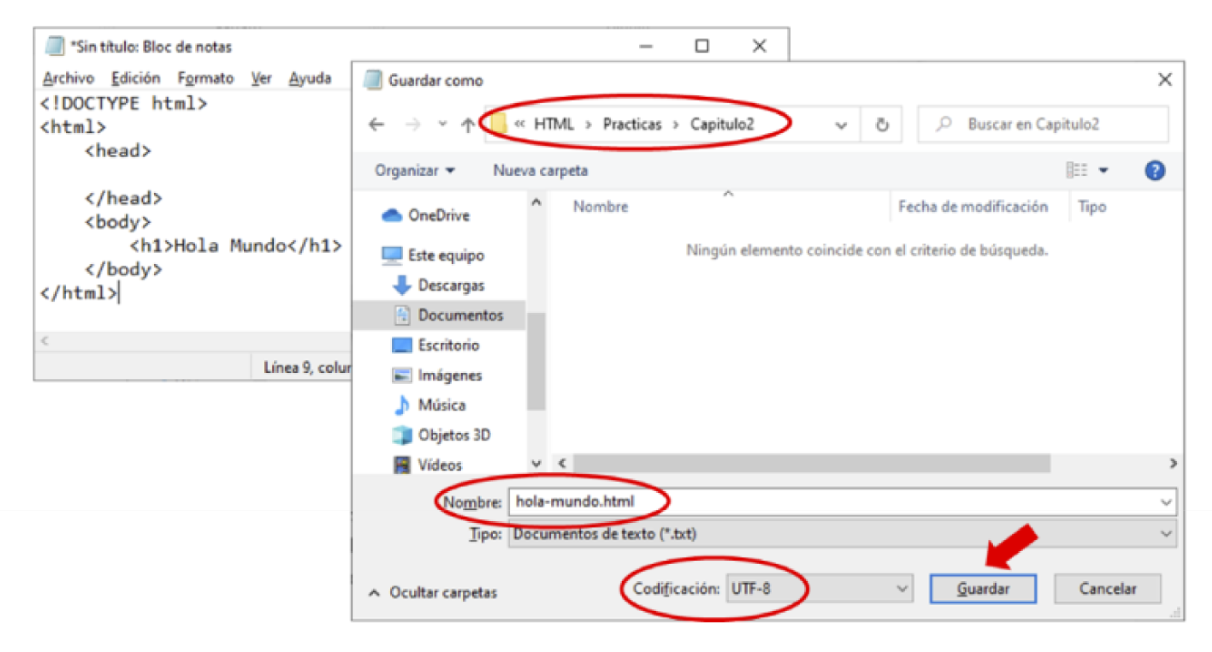 *Sin título: Bloc de notas
Archivo Edición Formato Ver Ayuda
<!DOCTYPE html>
<html>
    <head>
    </head>
    <body>
        <h1>Hola Mundo</h1>
    </body>
</html>
Línea 9, colur
Guardar como
« HTML > Practicas > Capitulo2
Buscar en Capitulo2
Organizar Nueva carpeta
Nombre Fecha de modificación Tipo
Ningún elemento coincide con el criterio de búsqueda.
OneDrive
Este equipo
Descargas
Documentos
Escritorio
Imágenes
Música
Objetos 3D
Vídeos
Nombre: hola-mundo.html
Tipo: Documentos de texto (*.txt)
Ocultar carpetas
Codificación: UTF-8
Guardar
Cancelar